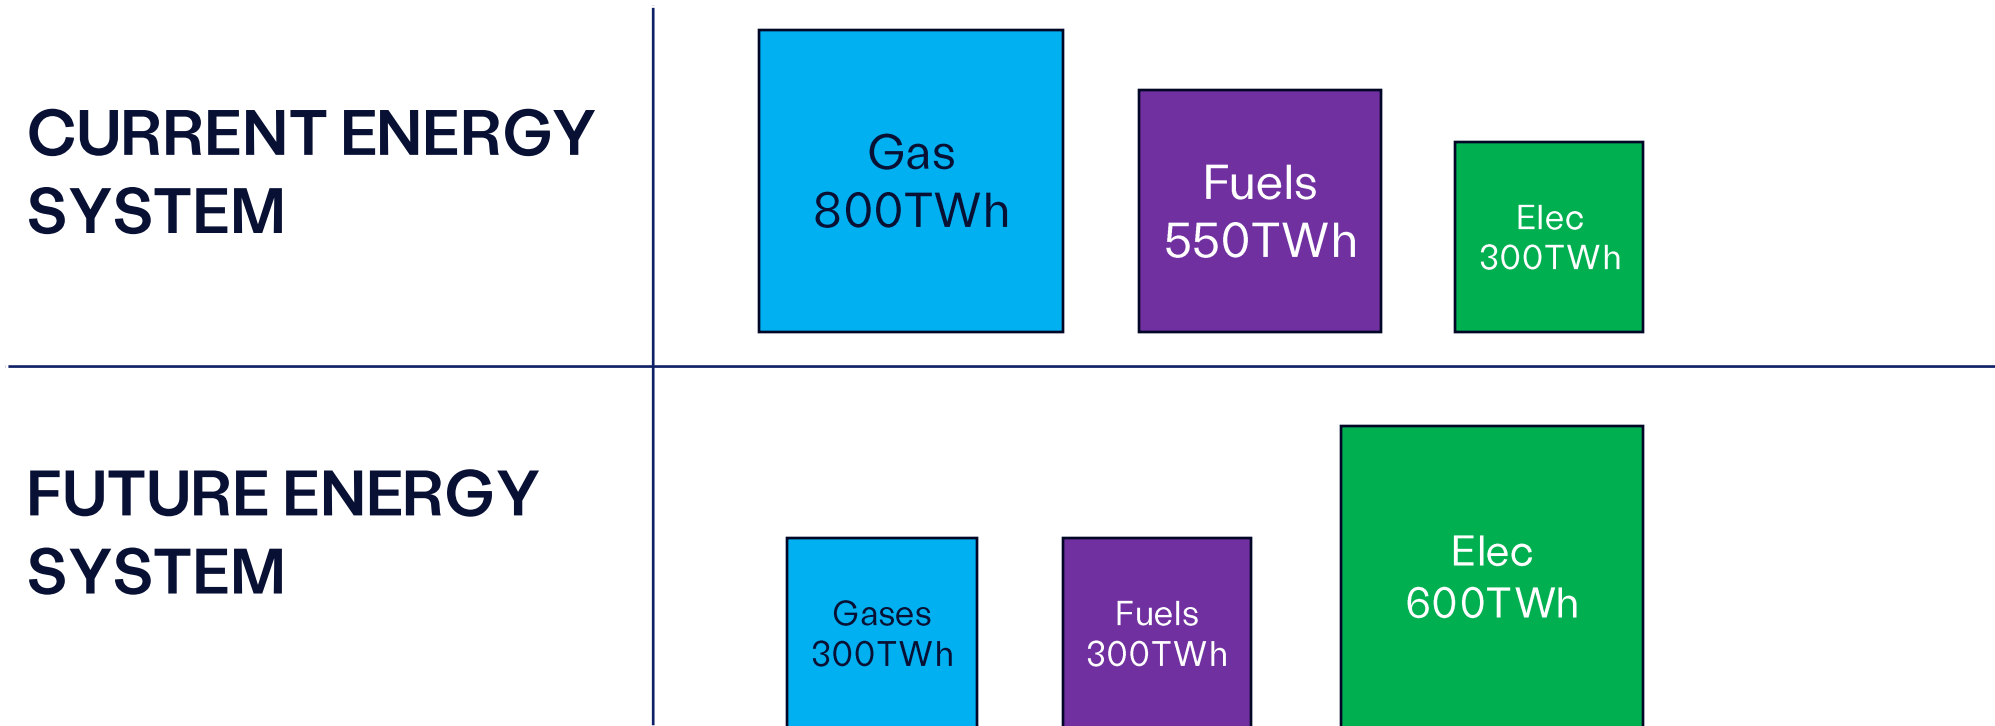 CURRENT ENERGY
SYSTEM
Gas
800TWh
Fuels
550TWh
Elec
300TWh
FUTURE ENERGY
SYSTEM
Gases
300TWh
Fuels
300TWh
Elec
600TWh